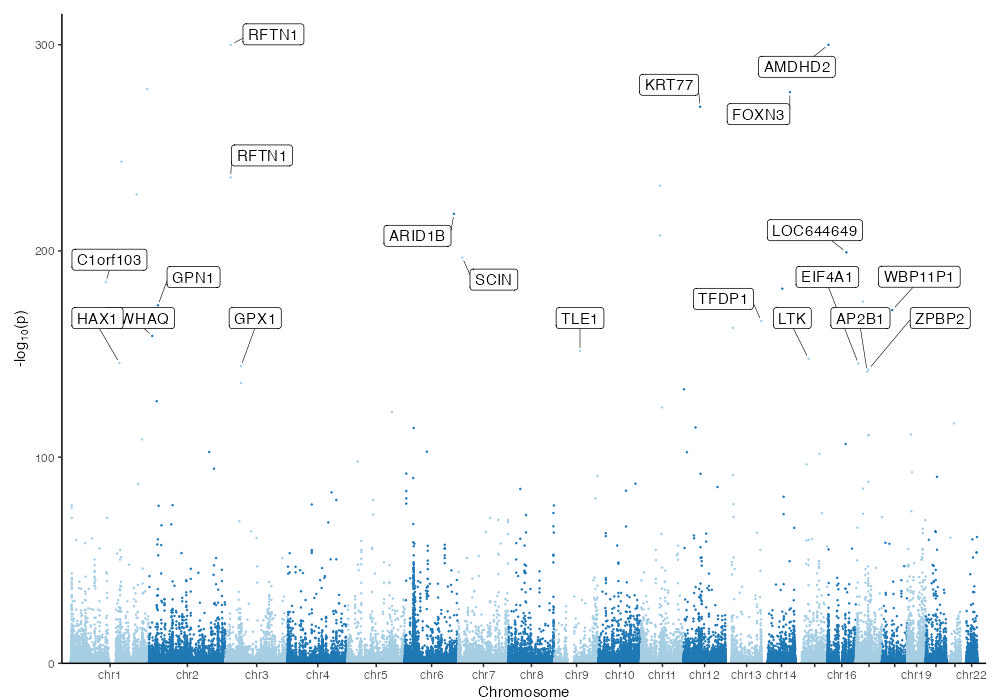 RFTN1
300
AMDHD2
KRT77
FOXN3
RFTN1
LOC644649
ARID1B
200
C1orf103
GPN1
SCIN
EIF4A1
WBP11P1
TFDP1
HAX1
WHAQ
GPX1
TLE1
LTK
AP2B1
ZPBP2
-log10(p)
100
0
chr1 chr2 chr3 chr4 chr5 chr6 chr7 chr8 chr9 chr10 chr11 chr12 chr13 chr14 chr16 chr19 chr22
Chromosome